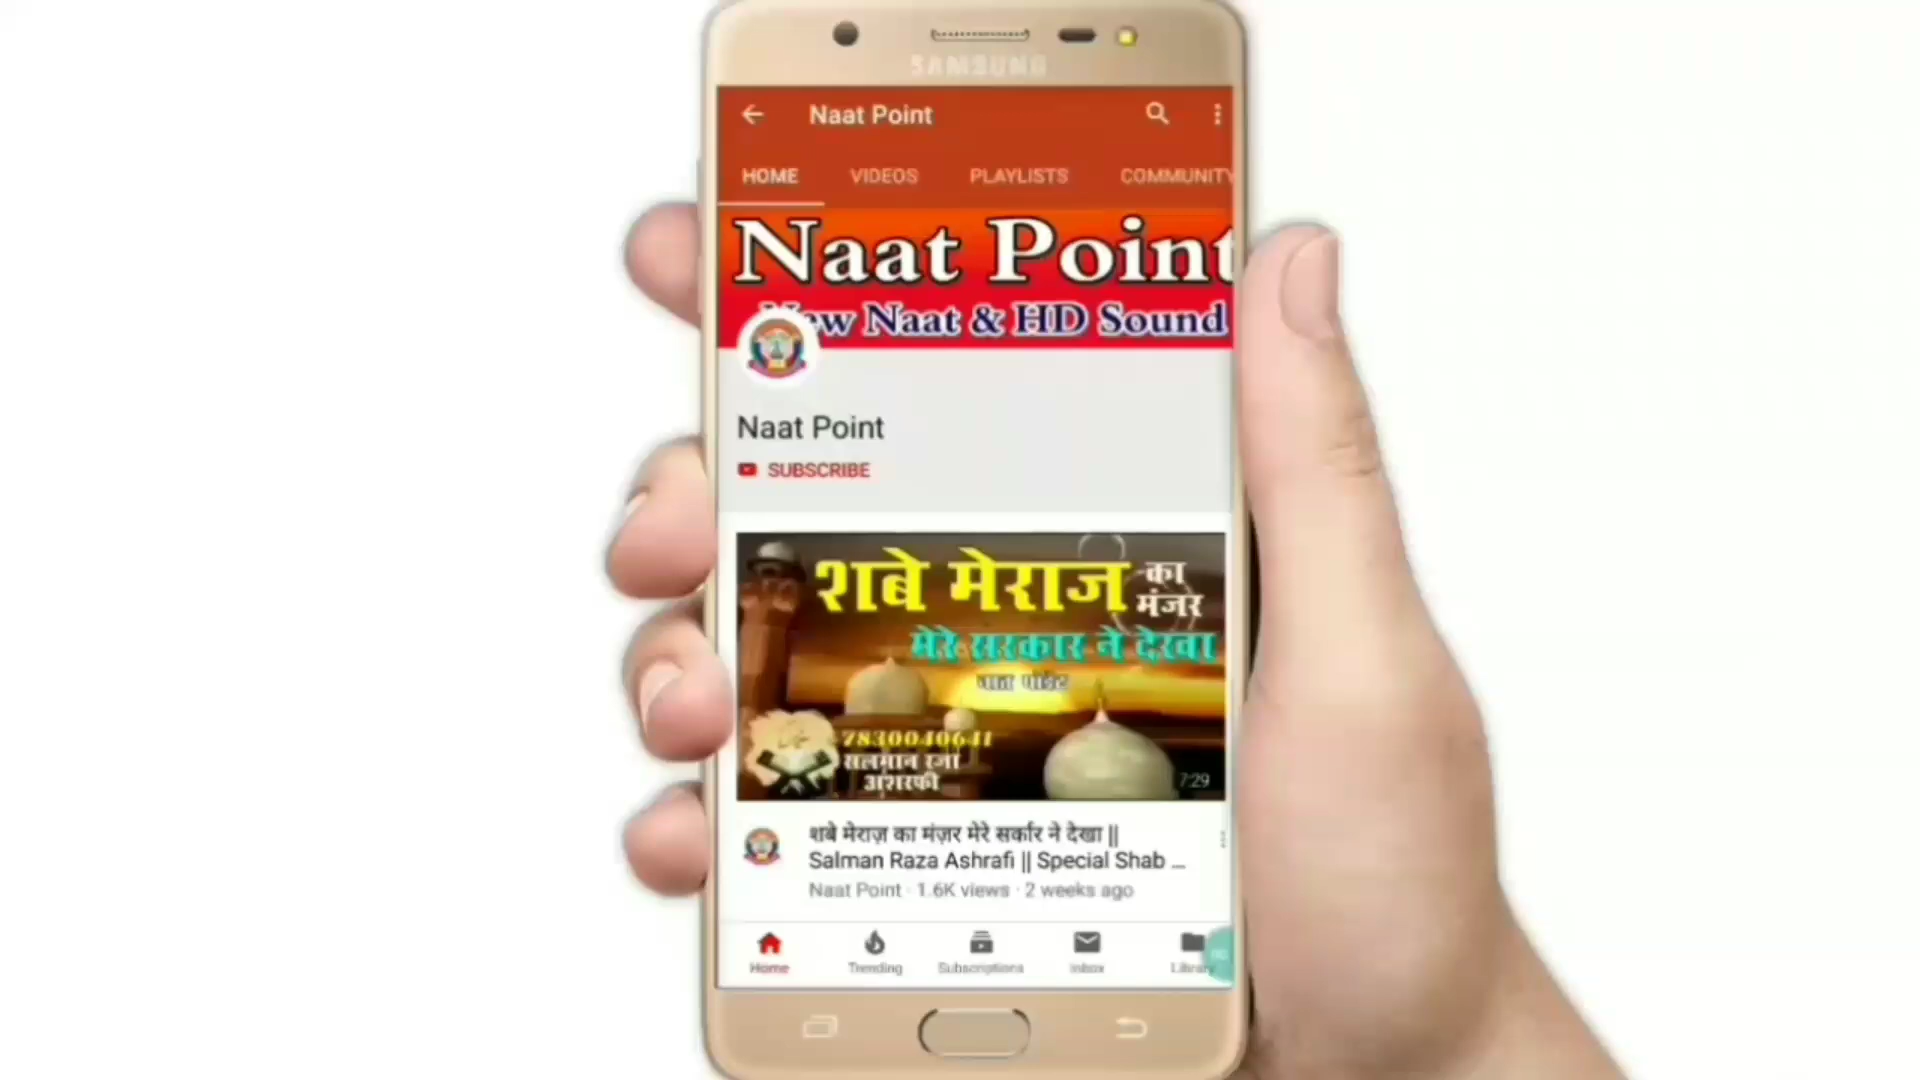 SAMSUNG
Naat Point
HOME VIDEOS PLAYLISTS COMMUNITY
Naat Point
New Naat & HD Sound
Naat Point
SUBSCRIBE
शबे मेराज का
मंजर
मेरे सरकार ने देखा
नात पोइंट
7830040641
सलमान रजा
अशरफी
7:29
शबे मेराज़ का मंज़र मेरे सर्कार ने देखा ||
Salman Raza Ashrafi || Special Shab ...
Naat Point · 1.6K views · 2 weeks ago
Home Trending Subscriptions Inbox Library